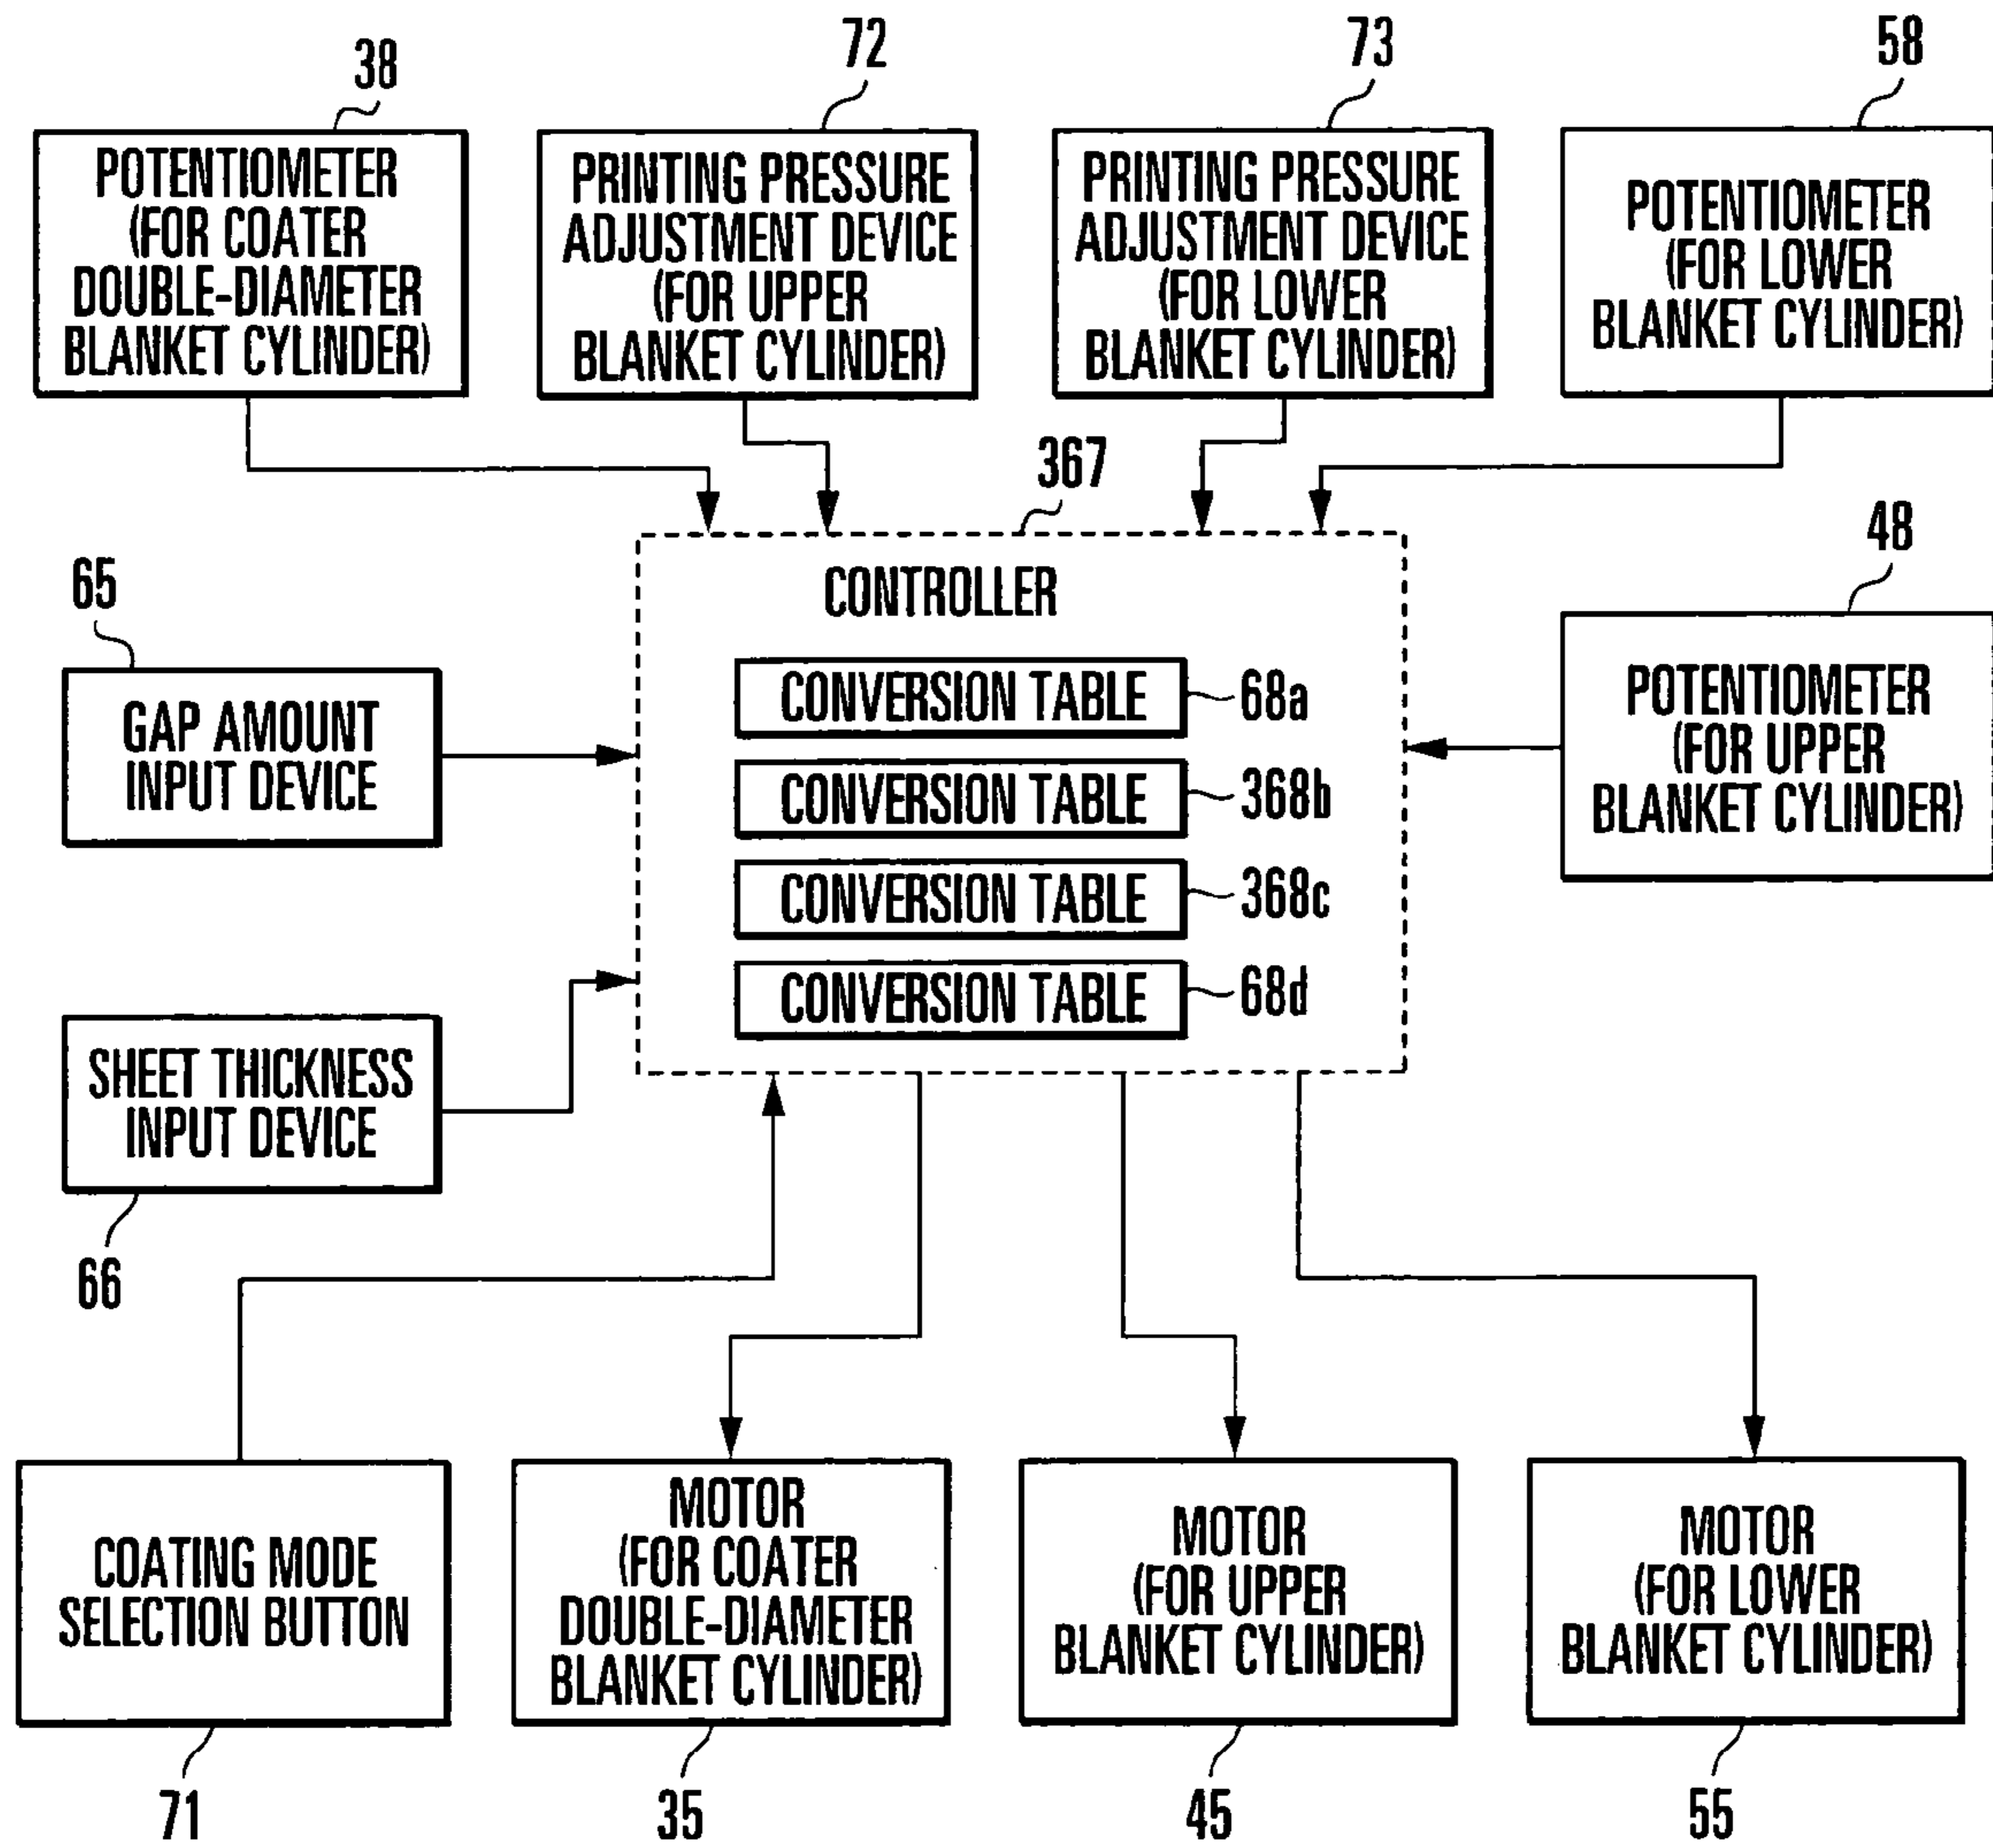 38
72
73
58
POTENTIOMETER
(FOR COATER
DOUBLE-DIAMETER
BLANKET CYLINDER)
PRINTING PRESSURE
ADJUSTMENT DEVICE
(FOR UPPER
BLANKET CYLINDER)
PRINTING PRESSURE
ADJUSTMENT DEVICE
(FOR LOWER
BLANKET CYLINDER)
POTENTIOMETER
(FOR LOWER
BLANKET CYLINDER)
367
48
65
CONTROLLER
CONVERSION TABLE
68a
CONVERSION TABLE
368b
CONVERSION TABLE
368c
CONVERSION TABLE
68d
GAP AMOUNT
INPUT DEVICE
POTENTIOMETER
(FOR UPPER
BLANKET CYLINDER)
SHEET THICKNESS
INPUT DEVICE
66
COATING MODE
SELECTION BUTTON
MOTOR
(FOR COATER
DOUBLE-DIAMETER
BLANKET CYLINDER)
MOTOR
(FOR UPPER
BLANKET CYLINDER)
MOTOR
(FOR LOWER
BLANKET CYLINDER)
71
35
45
55